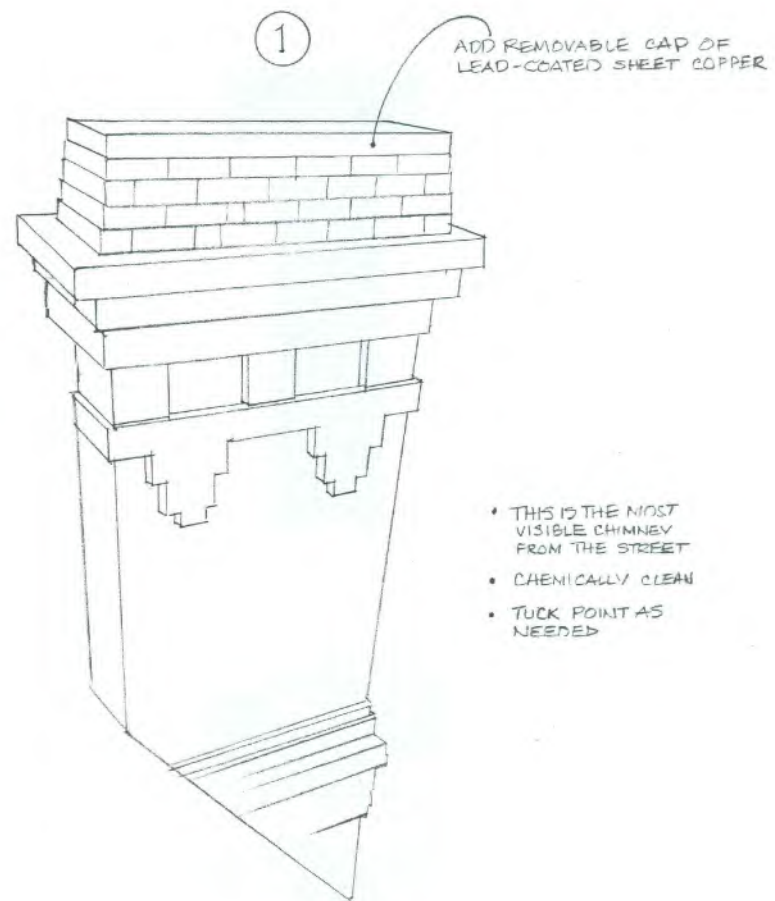 1
ADD REMOVABLE CAP OF
LEAD-COATED SHEET COPPER
• THIS IS THE MOST
VISIBLE CHIMNEY
FROM THE STREET
• CHEMICALLY CLEAN
• TUCK POINT AS
NEEDED